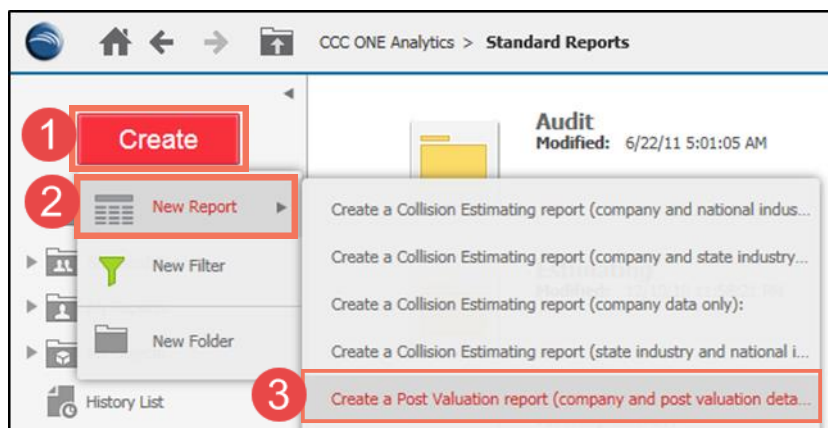 CCC ONE Analytics > Standard Reports
Audit
Modified: 6/22/11 5:01:05 AM
1
Create
2
New Report
New Filter
New Folder
History List
Create a Collision Estimating report (company and national indus...
Create a Collision Estimating report (company and state industry...
Create a Collision Estimating report (company data only):
Create a Collision Estimating report (state industry and national i...
3
Create a Post Valuation report (company and post valuation deta...